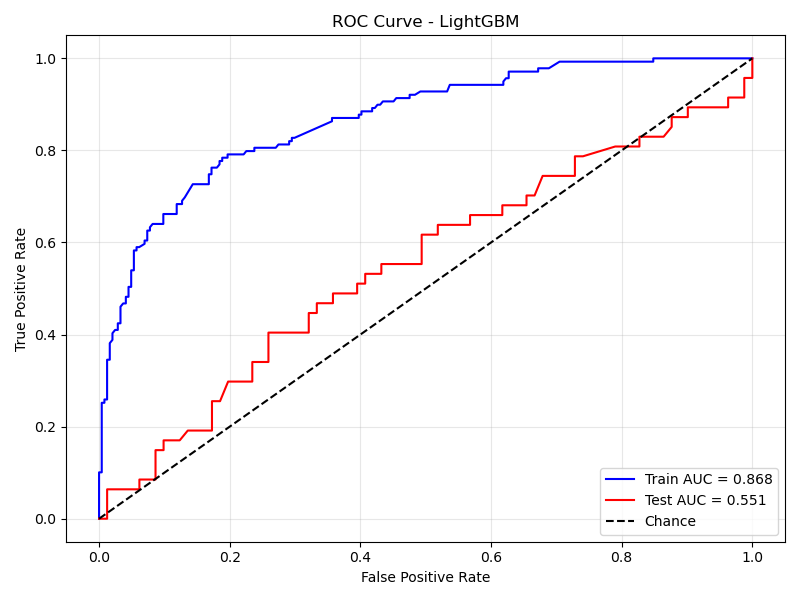 ROC Curve - LightGBM
True Positive Rate
1.0
0.8
0.6
0.4
0.2
0.0
Train AUC = 0.868
Test AUC = 0.551
Chance
0.0 0.2 0.4 0.6 0.8 1.0
False Positive Rate